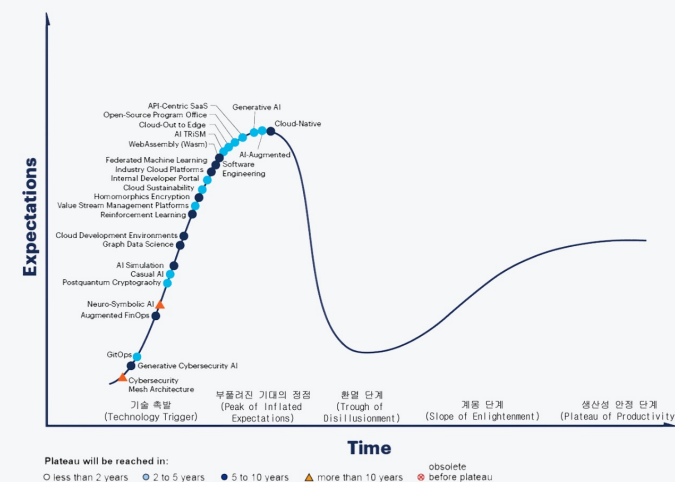 API-Centric SaaS
Generative AI
Open-Source Program Office
Cloud-Out to Edge
Cloud-Native
AI TRiSM
WebAssembly (Wasm)
AI-Augmented
Software
Engineering
Federated Machine Learning
Industry Cloud Platforms
Internal Developer Portal
Cloud Sustainability
Homomorphics Encryption
Value Stream Management Platforms
Reinforcement Learning
Cloud Development Environments
Graph Data Science
AI Simulation
Casual AI
Postquantum Cryptograohy
Neuro-Symbolic AI
Augmented FinOps
GitOps
Generative Cybersecurity AI
Cybersecurity
Mesh Architecture
Expectations
기술 촉발
(Technology Trigger)
부풀려진 기대의 정점
(Peak of Inflated
Expectations)
환멸 단계
(Trough of
Disillusionment)
계몽 단계
(Slope of Enlightenment)
생산성 안정 단계
(Plateau of Productivity
Time
Plateau will be reached in:
less than 2 years
2 to 5 years
5 to 10 years
more than 10 years
obsolete
before plateau